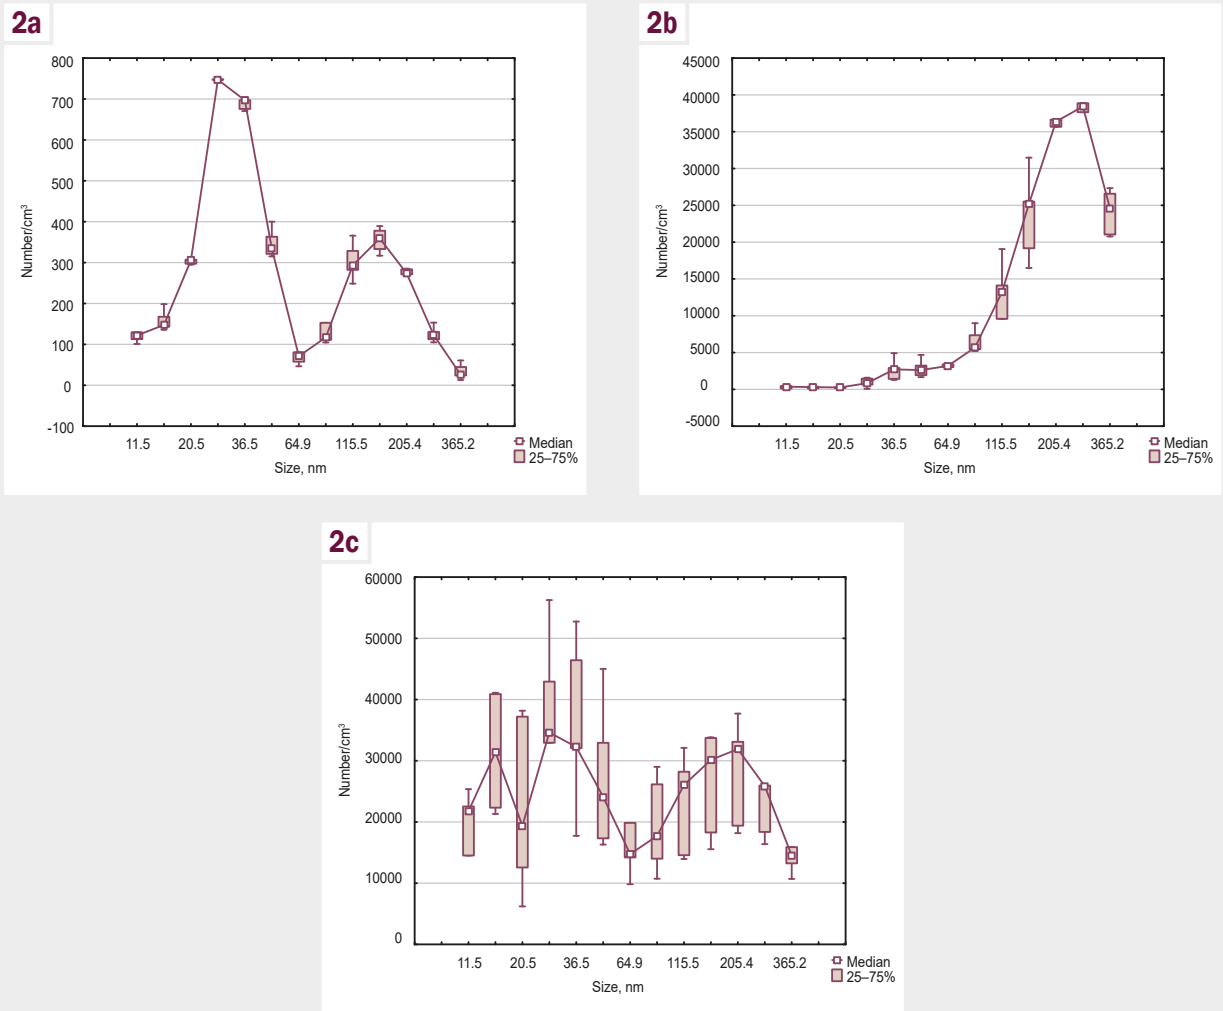 2a
800
700
600
500
400
300
200
100
0
-100
Number/cm³
11.5 20.5 36.5 64.9 115.5 205.4 365.2
Size, nm
Median
25–75%
2b
45000
40000
35000
30000
25000
20000
15000
10000
5000
0
-5000
Number/cm³
11.5 20.5 36.5 64.9 115.5 205.4 365.2
Size, nm
Median
25–75%
2c
60000
50000
40000
30000
20000
10000
0
Number/cm³
11.5 20.5 36.5 64.9 115.5 205.4 365.2
Size, nm
Median
25–75%